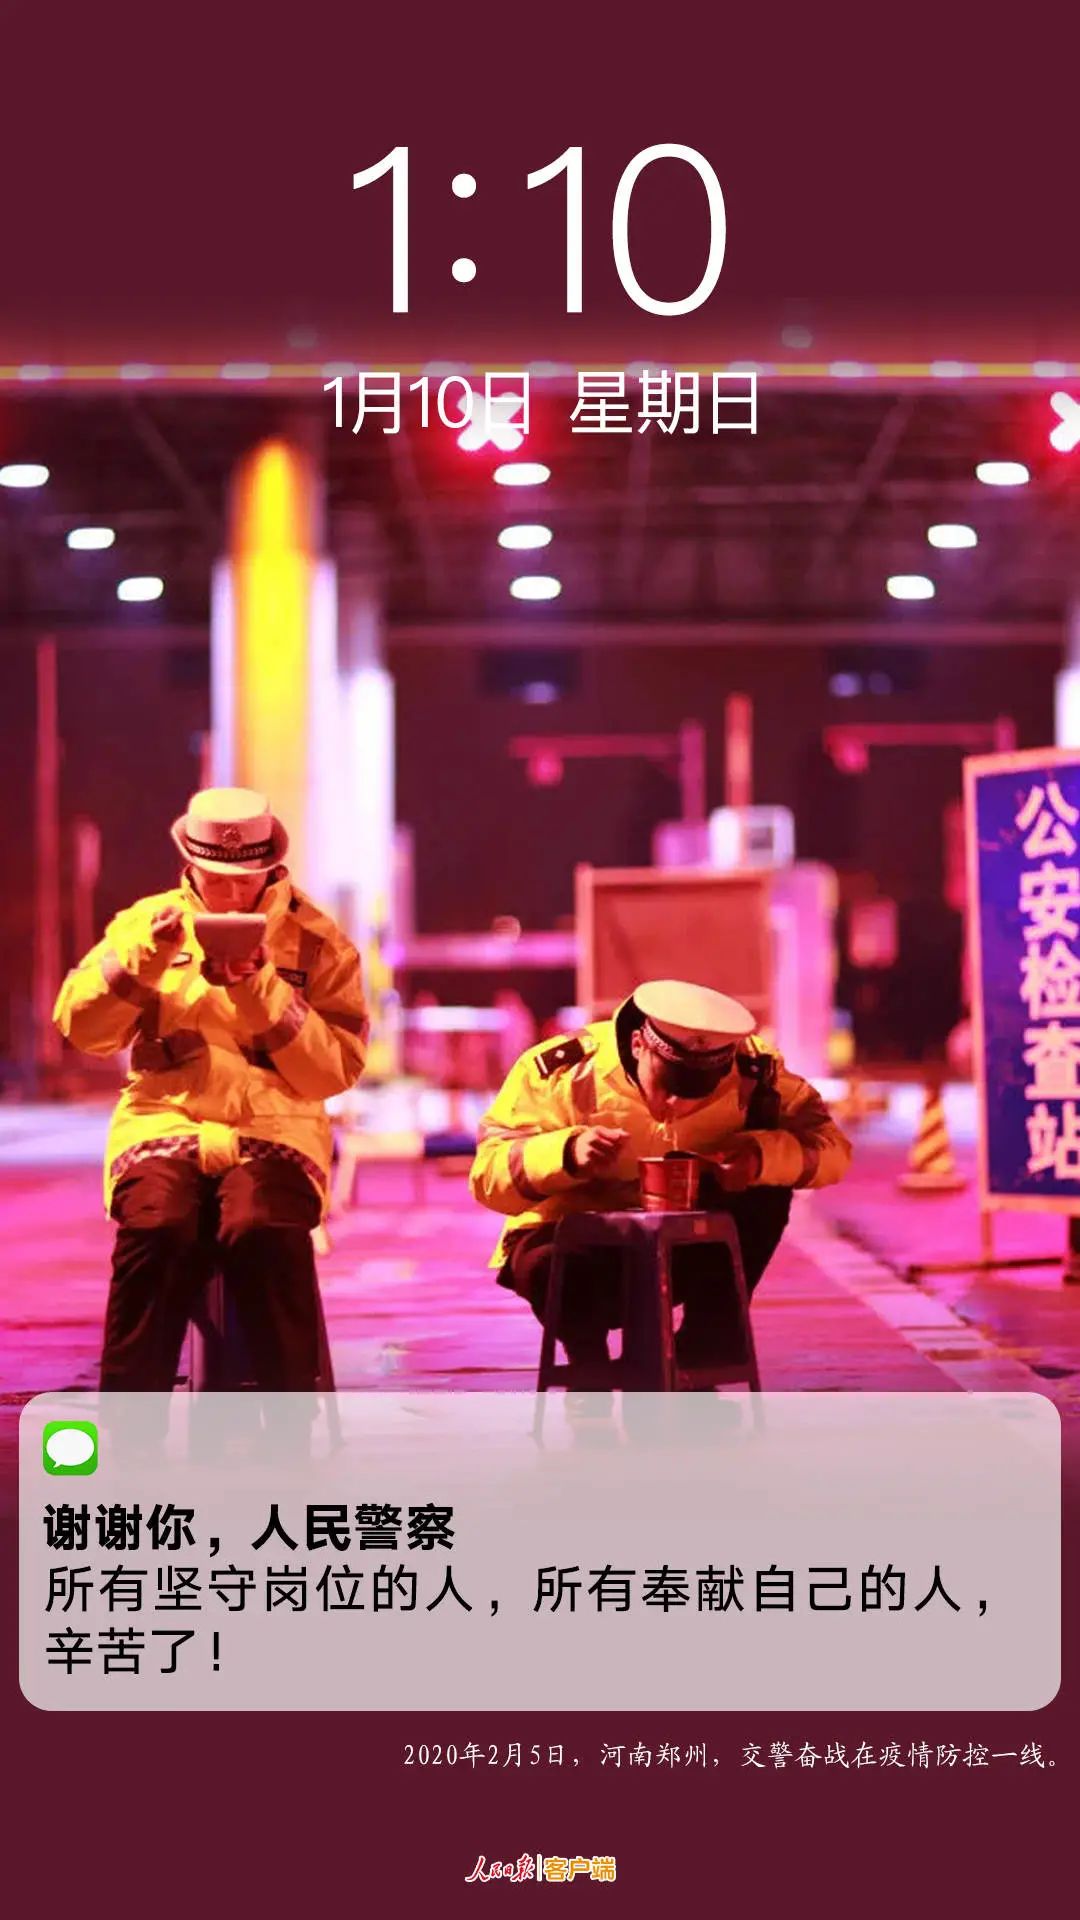 1:10
1月10日 星期日
公安检查站
谢谢你，人民警察
所有坚守岗位的人，所有奉献自己的人，
辛苦了！
2020年2月5日，河南郑州，交警奋战在疫情防控一线。
人民日报|客户端